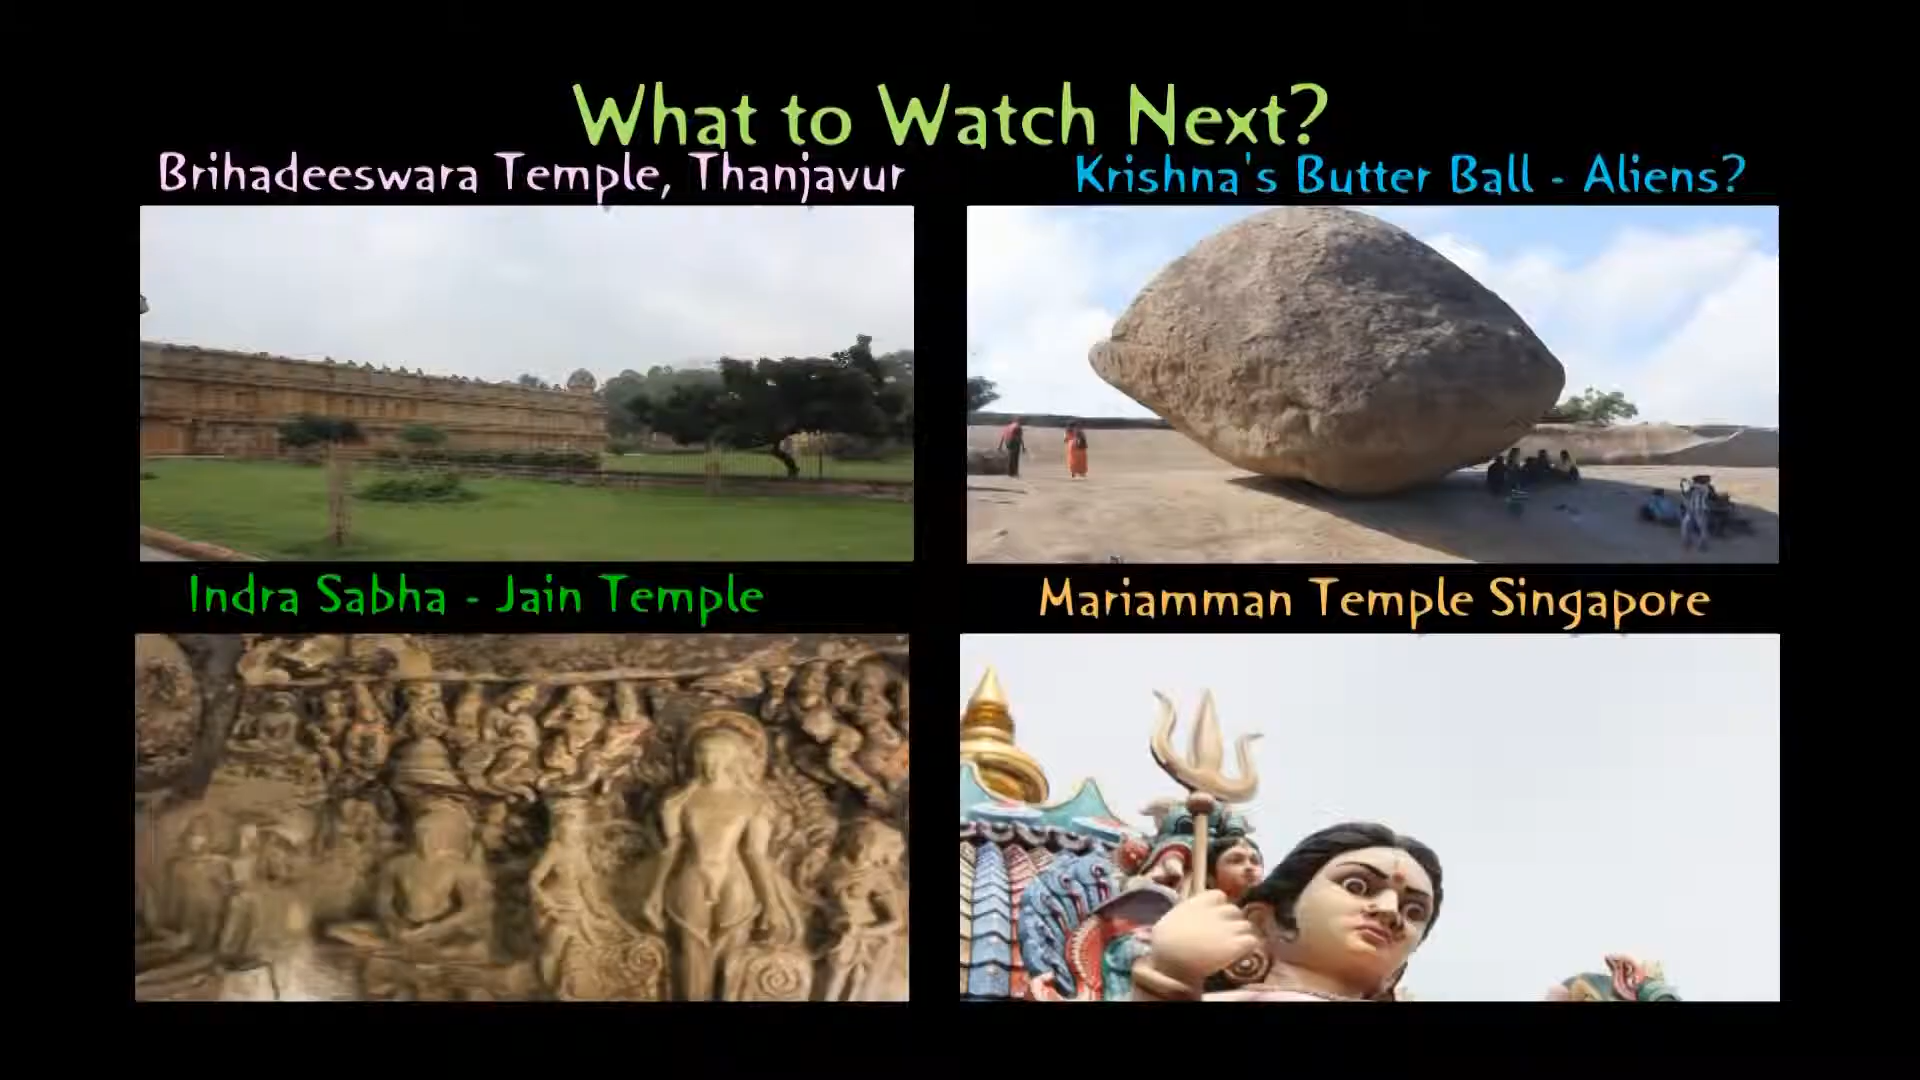 What to Watch Next?
Brihadeeswara Temple, Thanjavur
Krishna's Butter Ball - Aliens?
Indra Sabha - Jain Temple
Mariamman Temple Singapore